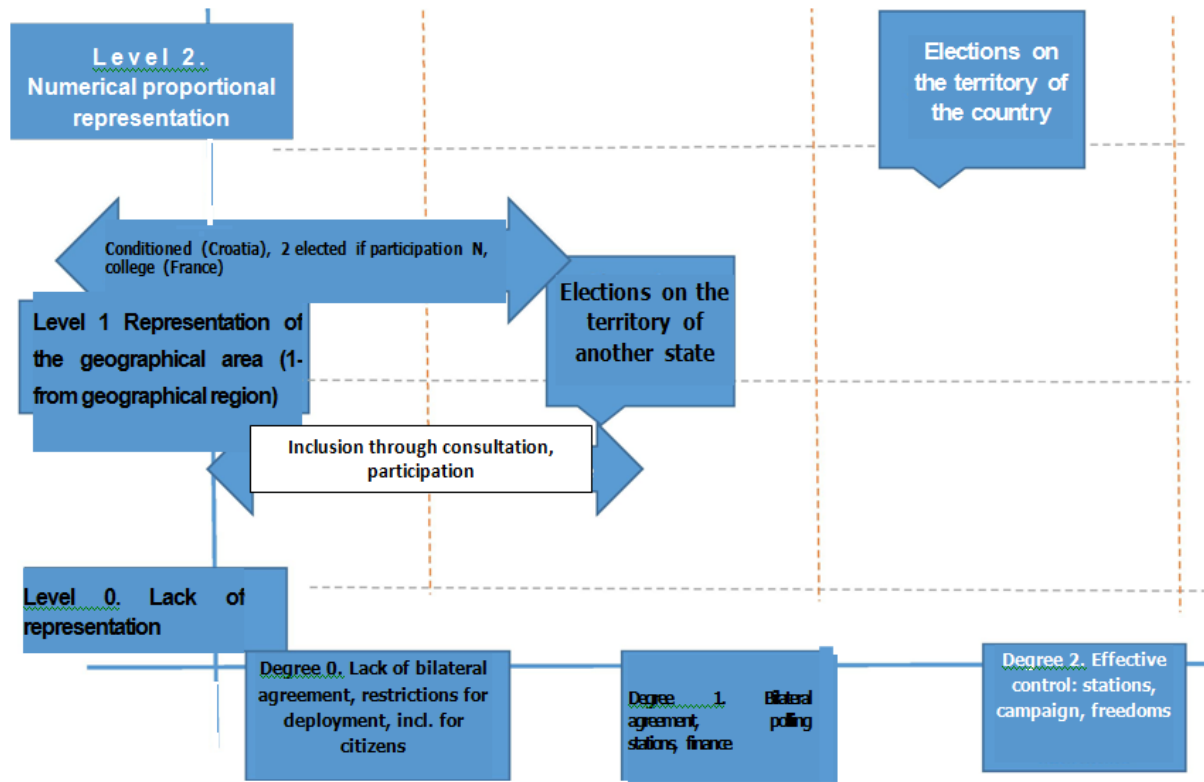 Level 2.
Numerical proportional
representation
Elections on
the territory of
the country
Conditioned (Croatia), 2 elected if participation N,
college (France)
Elections on the
territory of
another state
Level 1 Representation of
the geographical area (1-
from geographical region)
Inclusion through consultation,
participation
Level 0. Lack of
representation
Degree 0. Lack of bilateral
agreement, restrictions for
deployment, incl. for
citizens
Degree 1. Bilateral
agreement, polling
stations, finance.
Degree 2. Effective
control: stations,
campaign, freedoms